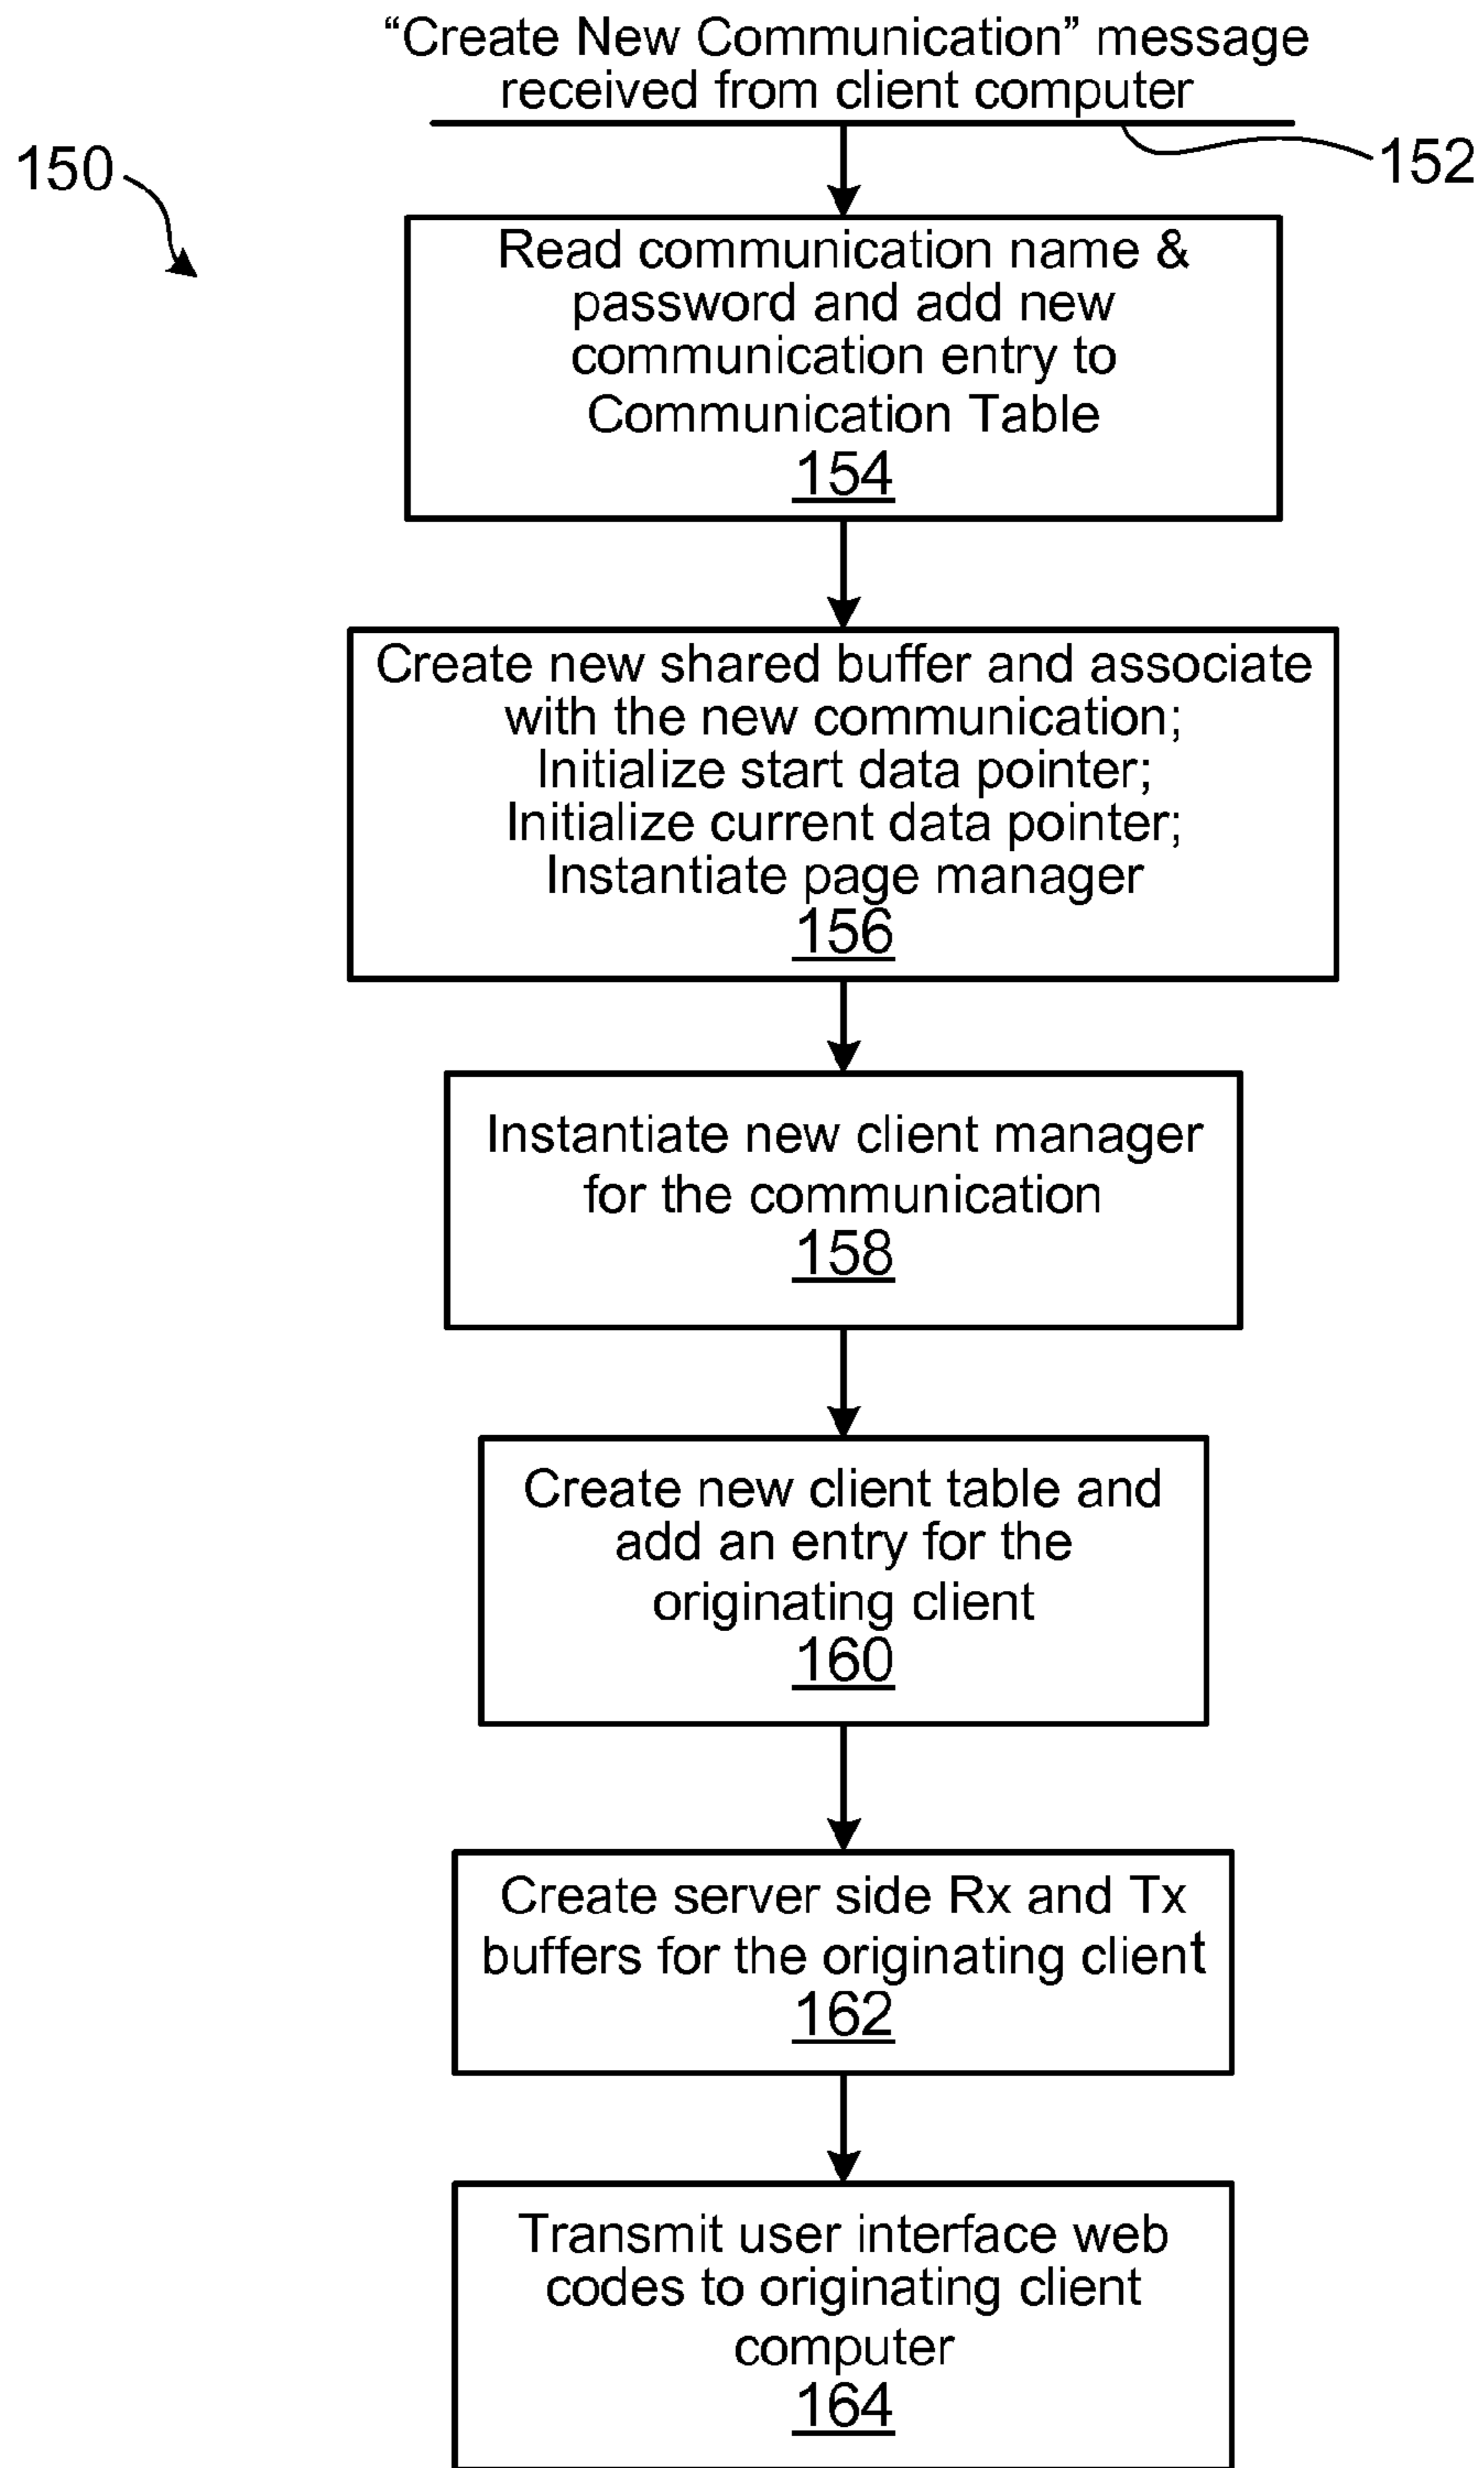 “Create New Communication” message
received from client computer
150
152
Read communication name &
password and add new
communication entry to
Communication Table
154
Create new shared buffer and associate
with the new communication;
Initialize start data pointer;
Initialize current data pointer;
Instantiate page manager
156
Instantiate new client manager
for the communication
158
Create new client table and
add an entry for the
originating client
160
Create server side Rx and Tx
buffers for the originating client
162
Transmit user interface web
codes to originating client
computer
164